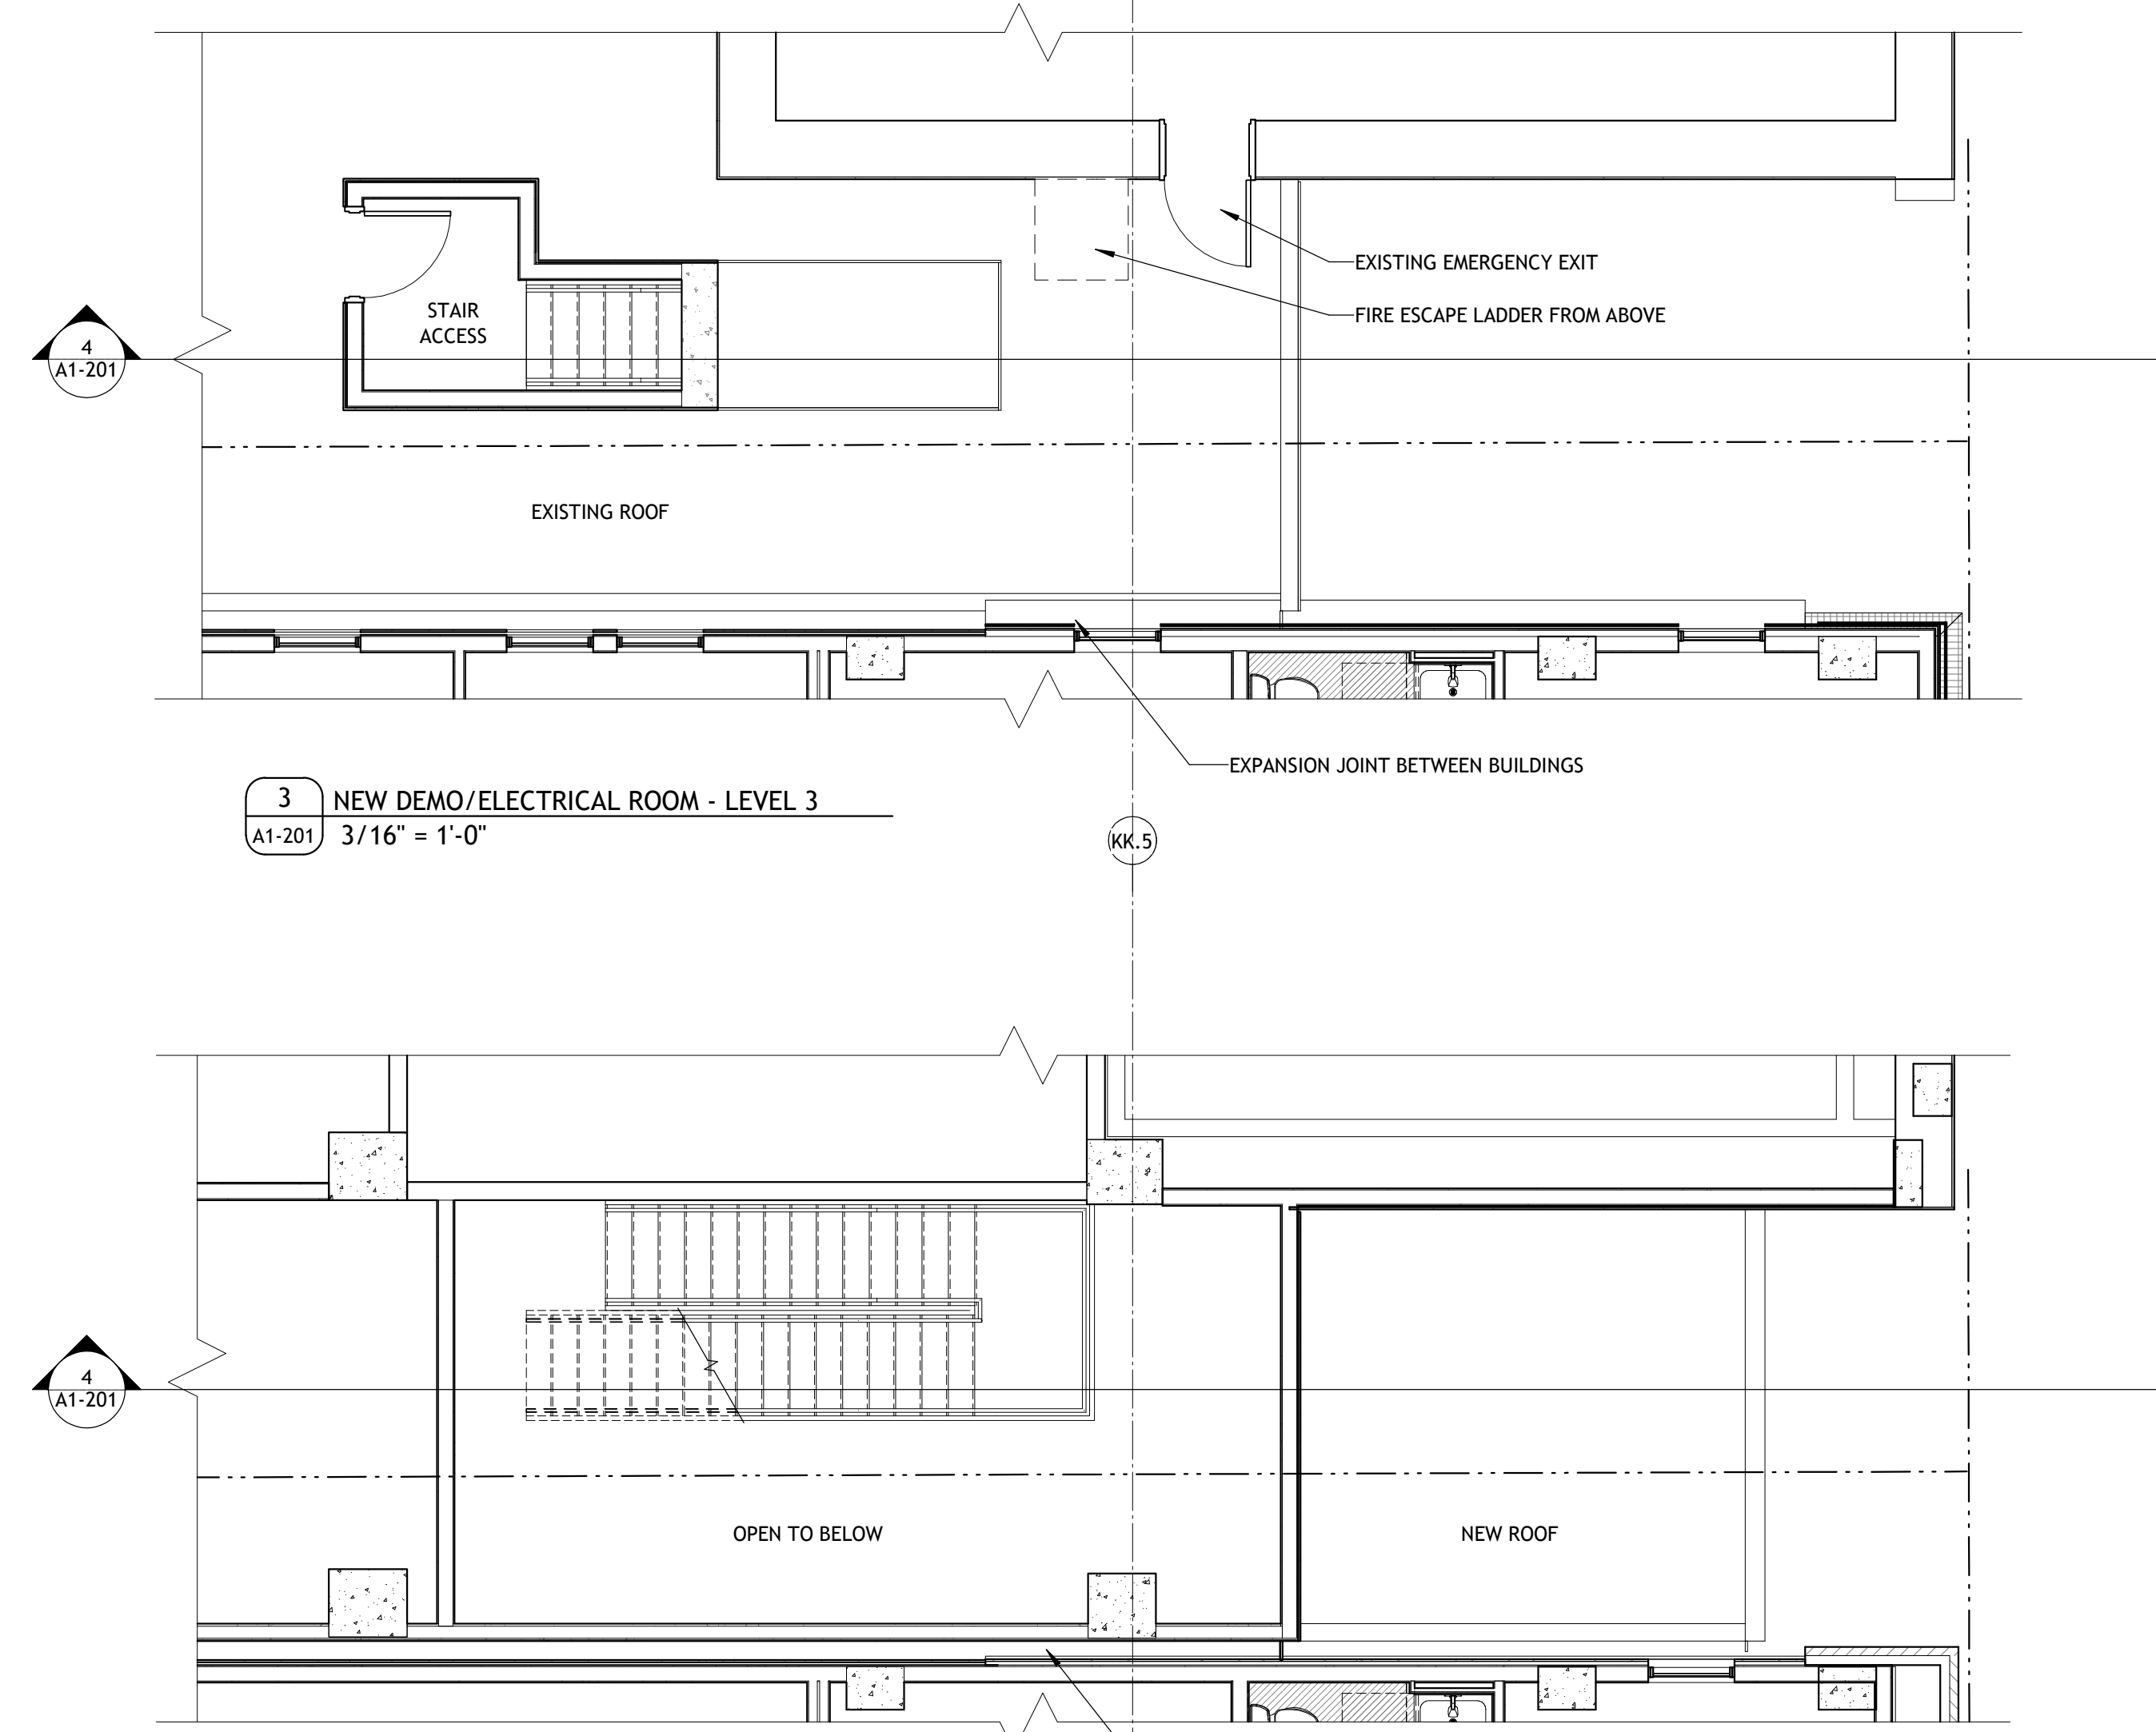 EXISTING EMERGENCY EXIT
STAIR
ACCESS
FIRE ESCAPE LADDER FROM ABOVE
4
A1-201
EXISTING ROOF
EXPANSION JOINT BETWEEN BUILDINGS
3
NEW DEMO/ELECTRICAL ROOM - LEVEL 3
A1-201
3/16" = 1'-0"
KK.5
4
A1-201
OPEN TO BELOW
NEW ROOF